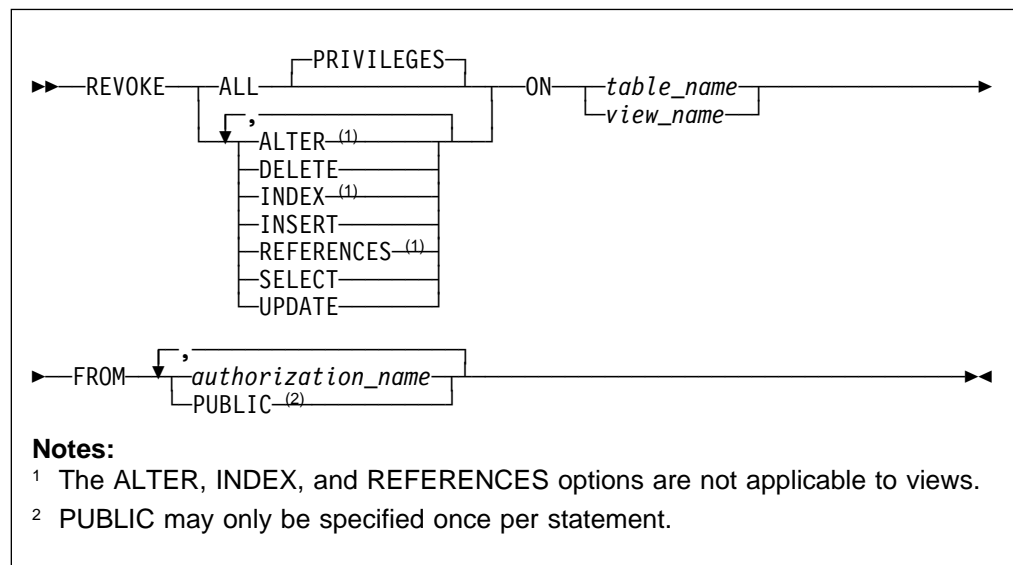 PRIVILEGES
REVOKE ALL ON table_name
view_name
,
ALTER (1)
DELETE
INDEX (1)
INSERT
REFERENCES (1)
SELECT
UPDATE
,
FROM authorization_name
PUBLIC (2)
Notes:
1 The ALTER, INDEX, and REFERENCES options are not applicable to views.
2 PUBLIC may only be specified once per statement.